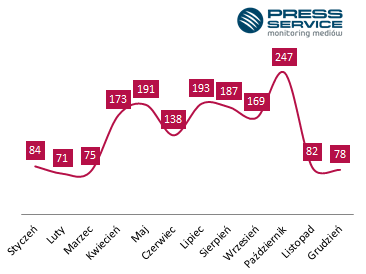 PRESS
SERVICE
monitoring mediów
84
71
75
173
191
138
193
187
169
247
82
78
Styczeń
Luty
Marzec
Kwiecień
Maj
Czerwiec
Lipiec
Sierpień
Wrzesień
Październik
Listopad
Grudzień